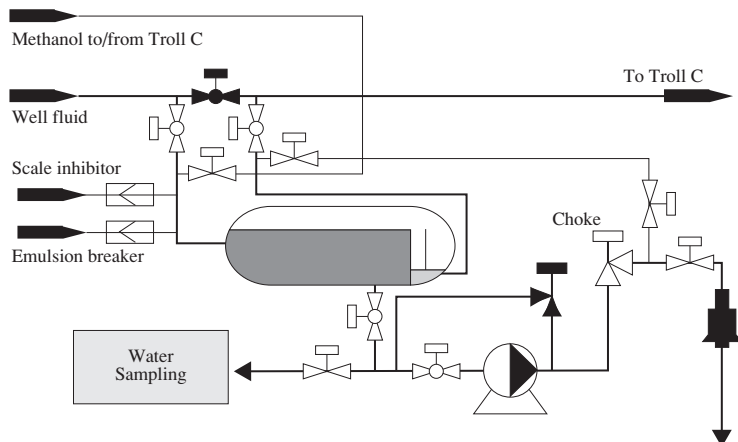 Methanol to/from Troll C
To Troll C
Well fluid
Scale inhibitor
Choke
Emulsion breaker
Water
Sampling